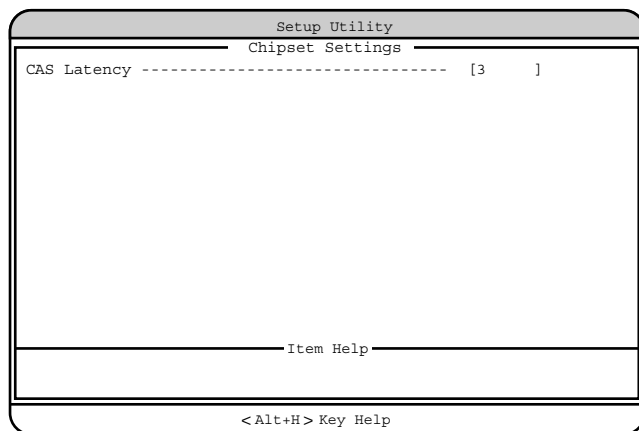 Setup Utility
Chipset Settings
CAS Latency -------------------------------- [3     ]
Item Help
<Alt+H> Key Help